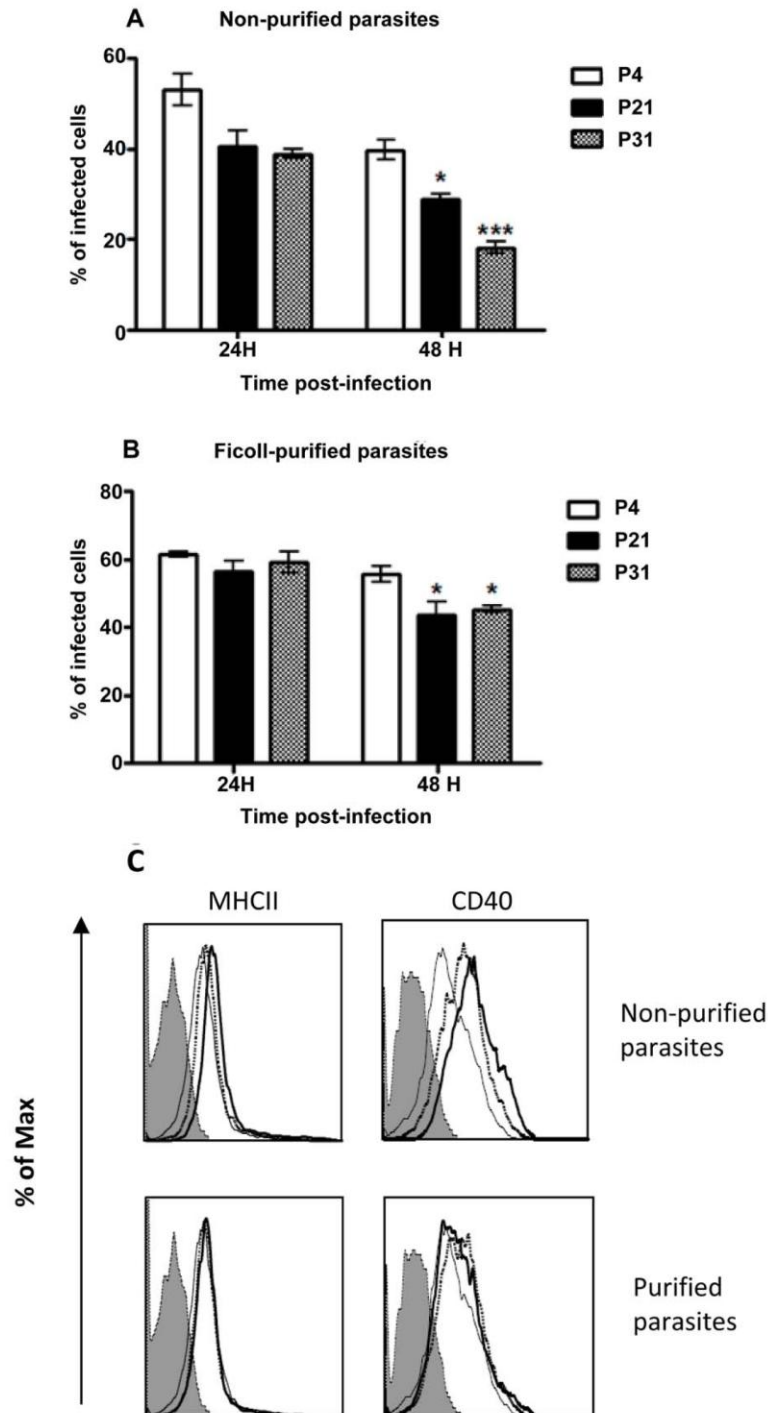 A
Non-purified parasites
60
40
20
0
% of infected cells
*
***
24H
48 H
Time post-infection
P4
P21
P31
B
Ficoll-purified parasites
80
60
40
20
0
% of infected cells
*
*
24H
48 H
Time post-infection
P4
P21
P31
C
MHCII
CD40
% of Max
Non-purified
parasites
Purified
parasites